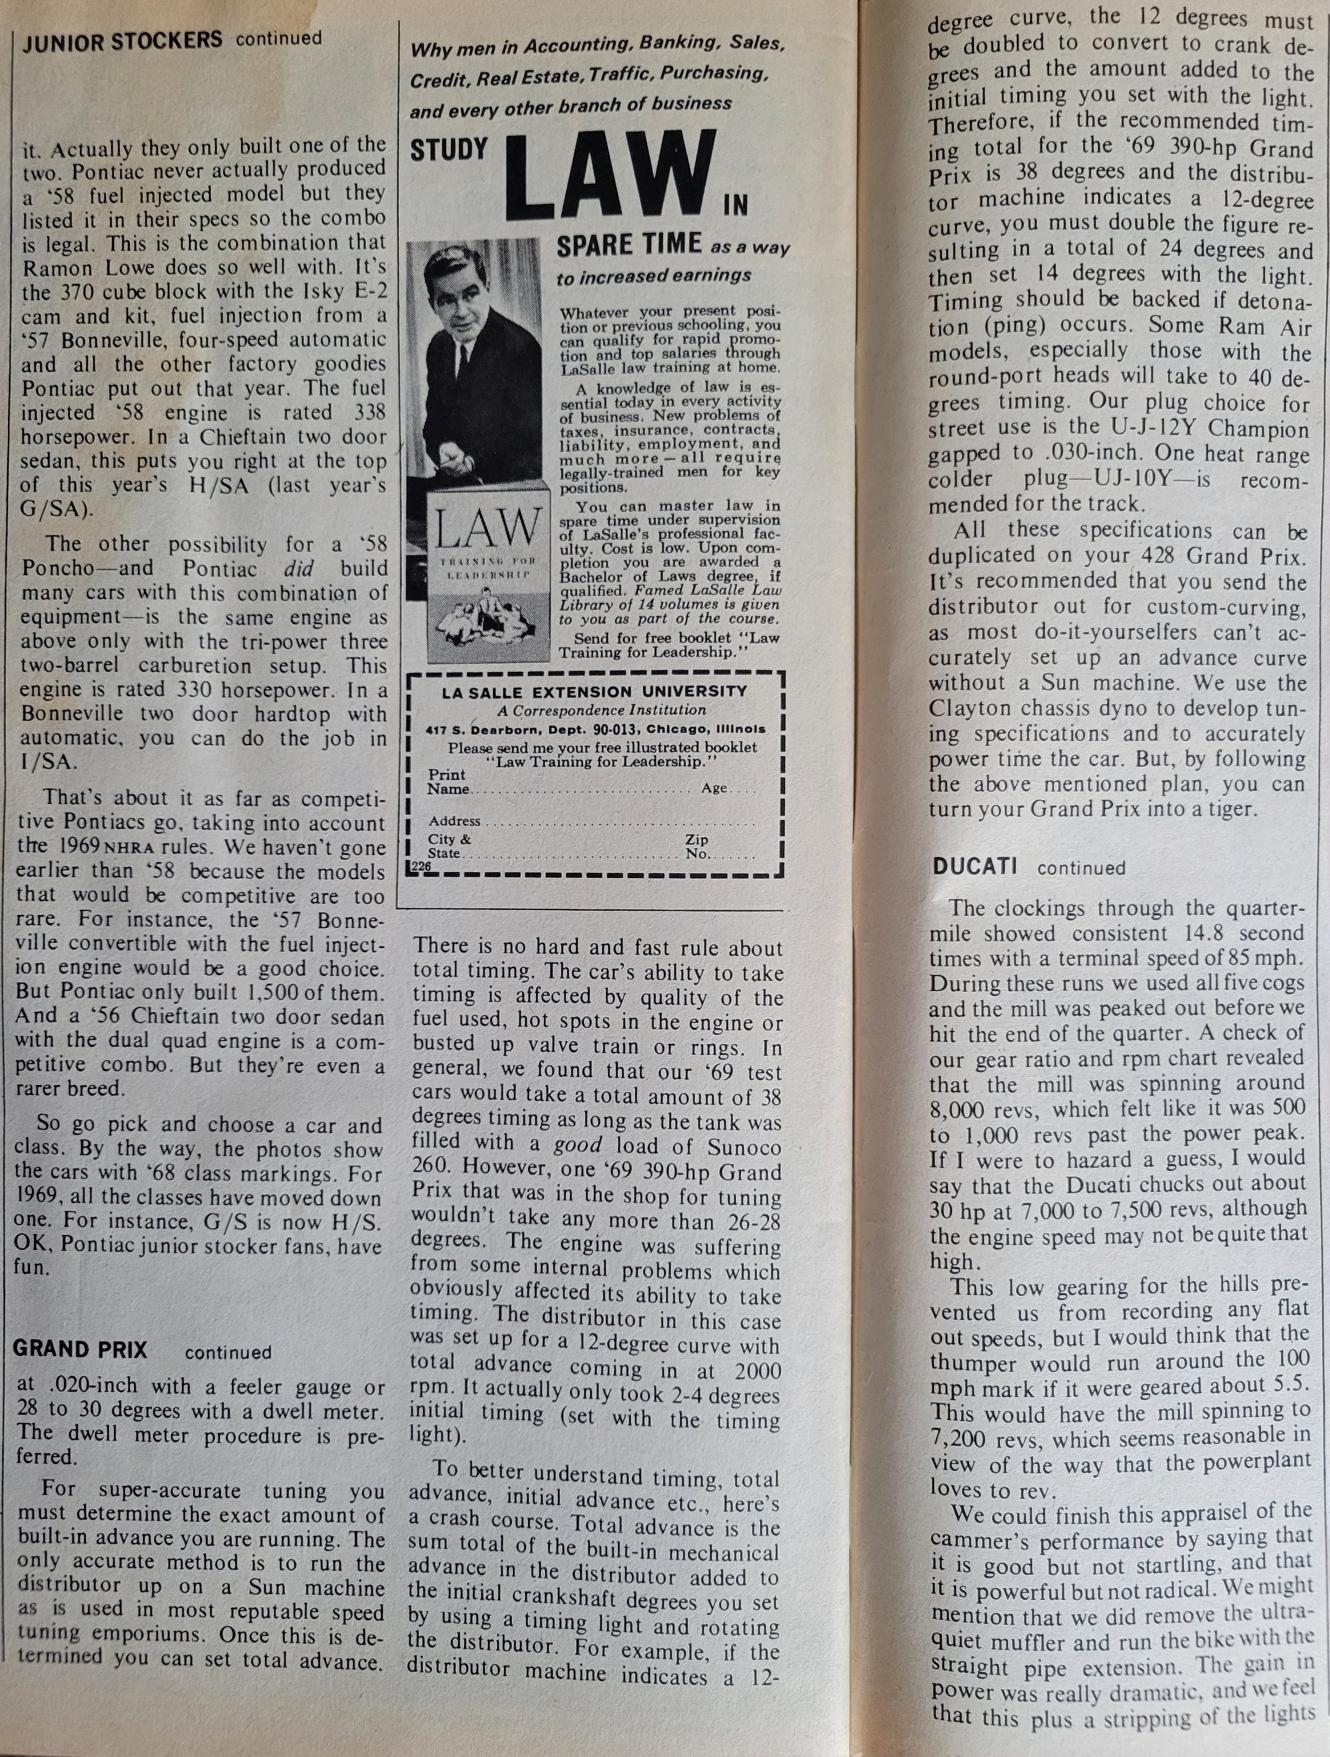 JUNIOR STOCKERS continued
it. Actually they only built one of the
two. Pontiac never actually produced
a ‘58 fuel injected model but they
listed it in their specs so the combo
is legal. This is the combination that
Ramon Lowe does so well with. It’s
the 370 cube block with the Isky E-2
cam and kit, fuel injection from a
‘57 Bonneville, four-speed automatic
and all the other factory goodies
Pontiac put out that year. The fuel
injected ‘58 engine is rated 338
horsepower. In a Chieftain two door
sedan, this puts you right at the top
of this year’s H/SA (last year’s
G/SA).
The other possibility for a ‘58
Poncho—and Pontiac did build
many cars with this combination of
equipment—is the same engine as
above only with the tri-power three
two-barrel carburetion setup. This
engine is rated 330 horsepower. In a
Bonneville two door hardtop with
automatic, you can do the job in
I/SA.
That’s about it as far as competi-
tive Pontiacs go, taking into account
the 1969 NHRA rules. We haven’t gone
earlier than ‘58 because the models
that would be competitive are too
rare. For instance, the ‘57 Bonne-
ville convertible with the fuel inject-
ion engine would be a good choice.
But Pontiac only built 1,500 of them.
And a ‘56 Chieftain two door sedan
with the dual quad engine is a com-
petitive combo. But they’re even a
rarer breed.
So go pick and choose a car and
class. By the way, the photos show
the cars with ‘68 class markings. For
1969, all the classes have moved down
one. For instance, G/S is now H/S.
OK, Pontiac junior stocker fans, have
fun.
GRAND PRIX continued
at .020-inch with a feeler gauge or
28 to 30 degrees with a dwell meter.
The dwell meter procedure is pre-
ferred.
For super-accurate tuning you
must determine the exact amount of
built-in advance you are running. The
only accurate method is to run the
distributor up on a Sun machine
as is used in most reputable speed
tuning emporiums. Once this is de-
termined you can set total advance.
Why men in Accounting, Banking, Sales,
Credit, Real Estate, Traffic, Purchasing,
and every other branch of business
STUDY LAW IN
SPARE TIME as a way
to increased earnings
Whatever your present posi-
tion or previous schooling, you
can qualify for rapid promo-
tion and top salaries through
LaSalle law training at home.
A knowledge of law is es-
sential today in every activity
of business. New problems of
taxes, insurance, contracts,
liability, employment, and
much more—all require
legally-trained men for key
positions.
You can master law in
spare time under supervision
of LaSalle’s professional fac-
ulty. Cost is low. Upon com-
pletion you are awarded a
Bachelor of Laws degree, if
qualified. Famed LaSalle Law
Library of 14 volumes is given
to you as part of the course.
Send for free booklet “Law
Training for Leadership.”
LAW
TRAINING FOR
LEADERSHIP
LA SALLE EXTENSION UNIVERSITY
A Correspondence Institution
417 S. Dearborn, Dept. 90-013, Chicago, Illinois
Please send me your free illustrated booklet
“Law Training for Leadership.”
Print
Name.......................... Age....
Address ..............................
City & Zip
State.......................... No.......
226
There is no hard and fast rule about
total timing. The car’s ability to take
timing is affected by quality of the
fuel used, hot spots in the engine or
busted up valve train or rings. In
general, we found that our ‘69 test
cars would take a total amount of 38
degrees timing as long as the tank was
filled with a good load of Sunoco
260. However, one ‘69 390-hp Grand
Prix that was in the shop for tuning
wouldn’t take any more than 26-28
degrees. The engine was suffering
from some internal problems which
obviously affected its ability to take
timing. The distributor in this case
was set up for a 12-degree curve with
total advance coming in at 2000
rpm. It actually only took 2-4 degrees
initial timing (set with the timing
light).
To better understand timing, total
advance, initial advance etc., here’s
a crash course. Total advance is the
sum total of the built-in mechanical
advance in the distributor added to
the initial crankshaft degrees you set
by using a timing light and rotating
the distributor. For example, if the
distributor machine indicates a 12-
degree curve, the 12 degrees must
be doubled to convert to crank de-
grees and the amount added to the
initial timing you set with the light.
Therefore, if the recommended tim-
ing total for the ‘69 390-hp Grand
Prix is 38 degrees and the distribu-
tor machine indicates a 12-degree
curve, you must double the figure re-
sulting in a total of 24 degrees and
then set 14 degrees with the light.
Timing should be backed if detona-
tion (ping) occurs. Some Ram Air
models, especially those with the
round-port heads will take to 40 de-
grees timing. Our plug choice for
street use is the U-J-12Y Champion
gapped to .030-inch. One heat range
colder plug—UJ-10Y—is recom-
mended for the track.
All these specifications can be
duplicated on your 428 Grand Prix.
It’s recommended that you send the
distributor out for custom-curving,
as most do-it-yourselfers can’t ac-
curately set up an advance curve
without a Sun machine. We use the
Clayton chassis dyno to develop tun-
ing specifications and to accurately
power time the car. But, by following
the above mentioned plan, you can
turn your Grand Prix into a tiger.
DUCATI continued
The clockings through the quarter-
mile showed consistent 14.8 second
times with a terminal speed of 85 mph.
During these runs we used all five cogs
and the mill was peaked out before we
hit the end of the quarter. A check of
our gear ratio and rpm chart revealed
that the mill was spinning around
8,000 revs, which felt like it was 500
to 1,000 revs past the power peak.
If I were to hazard a guess, I would
say that the Ducati chucks out about
30 hp at 7,000 to 7,500 revs, although
the engine speed may not be quite that
high.
This low gearing for the hills pre-
vented us from recording any flat
out speeds, but I would think that the
thumper would run around the 100
mph mark if it were geared about 5.5.
This would have the mill spinning to
7,200 revs, which seems reasonable in
view of the way that the powerplant
loves to rev.
We could finish this appraisel of the
cammer’s performance by saying that
it is good but not startling, and that
it is powerful but not radical. We might
mention that we did remove the ultra-
quiet muffler and run the bike with the
straight pipe extension. The gain in
power was really dramatic, and we feel
that this plus a stripping of the lights